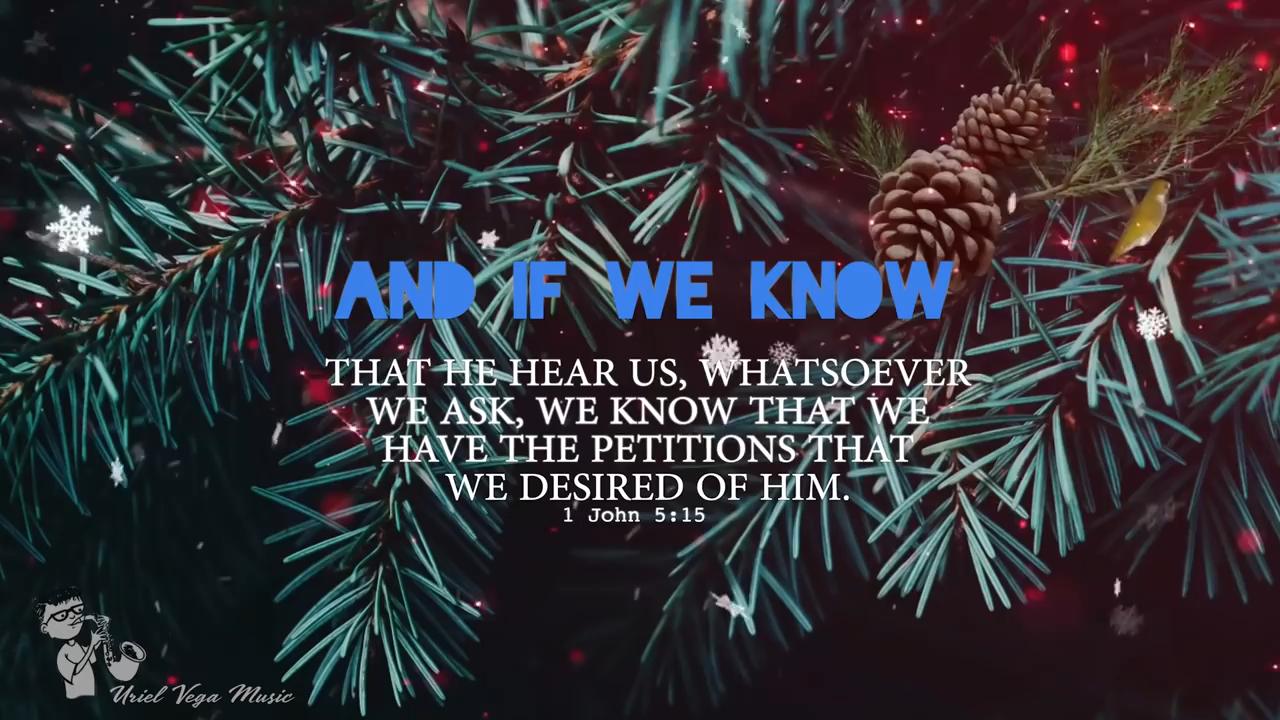 AND IF WE KNOW
THAT HE HEAR US, WHATSOEVER
WE ASK, WE KNOW THAT WE
HAVE THE PETITIONS THAT
WE DESIRED OF HIM.
1 John 5:15
Uriel Vega Music